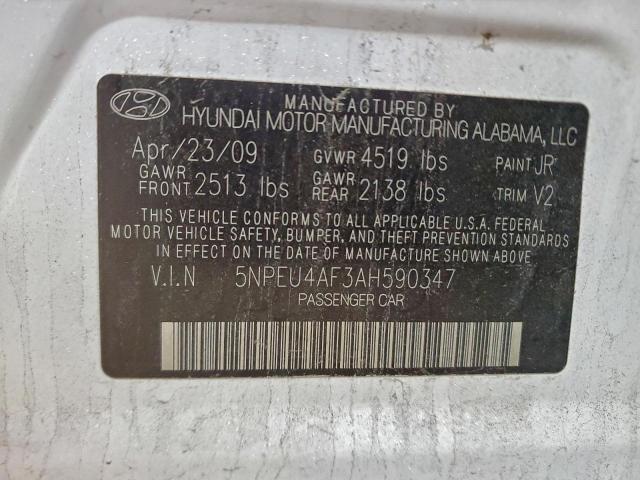 MANUFACTURED BY
HYUNDAI MOTOR MANUFACTURING ALABAMA, LLC
Apr/23/09 GVWR 4519 lbs PAINT JR
GAWR FRONT 2513 lbs GAWR REAR 2138 lbs TRIM V2
THIS VEHICLE CONFORMS TO ALL APPLICABLE U.S.A. FEDERAL
MOTOR VEHICLE SAFETY, BUMPER, AND THEFT PREVENTION STANDARDS
IN EFFECT ON THE DATE OF MANUFACTURE SHOWN ABOVE
V.I.N 5NPEU4AF3AH590347
PASSENGER CAR